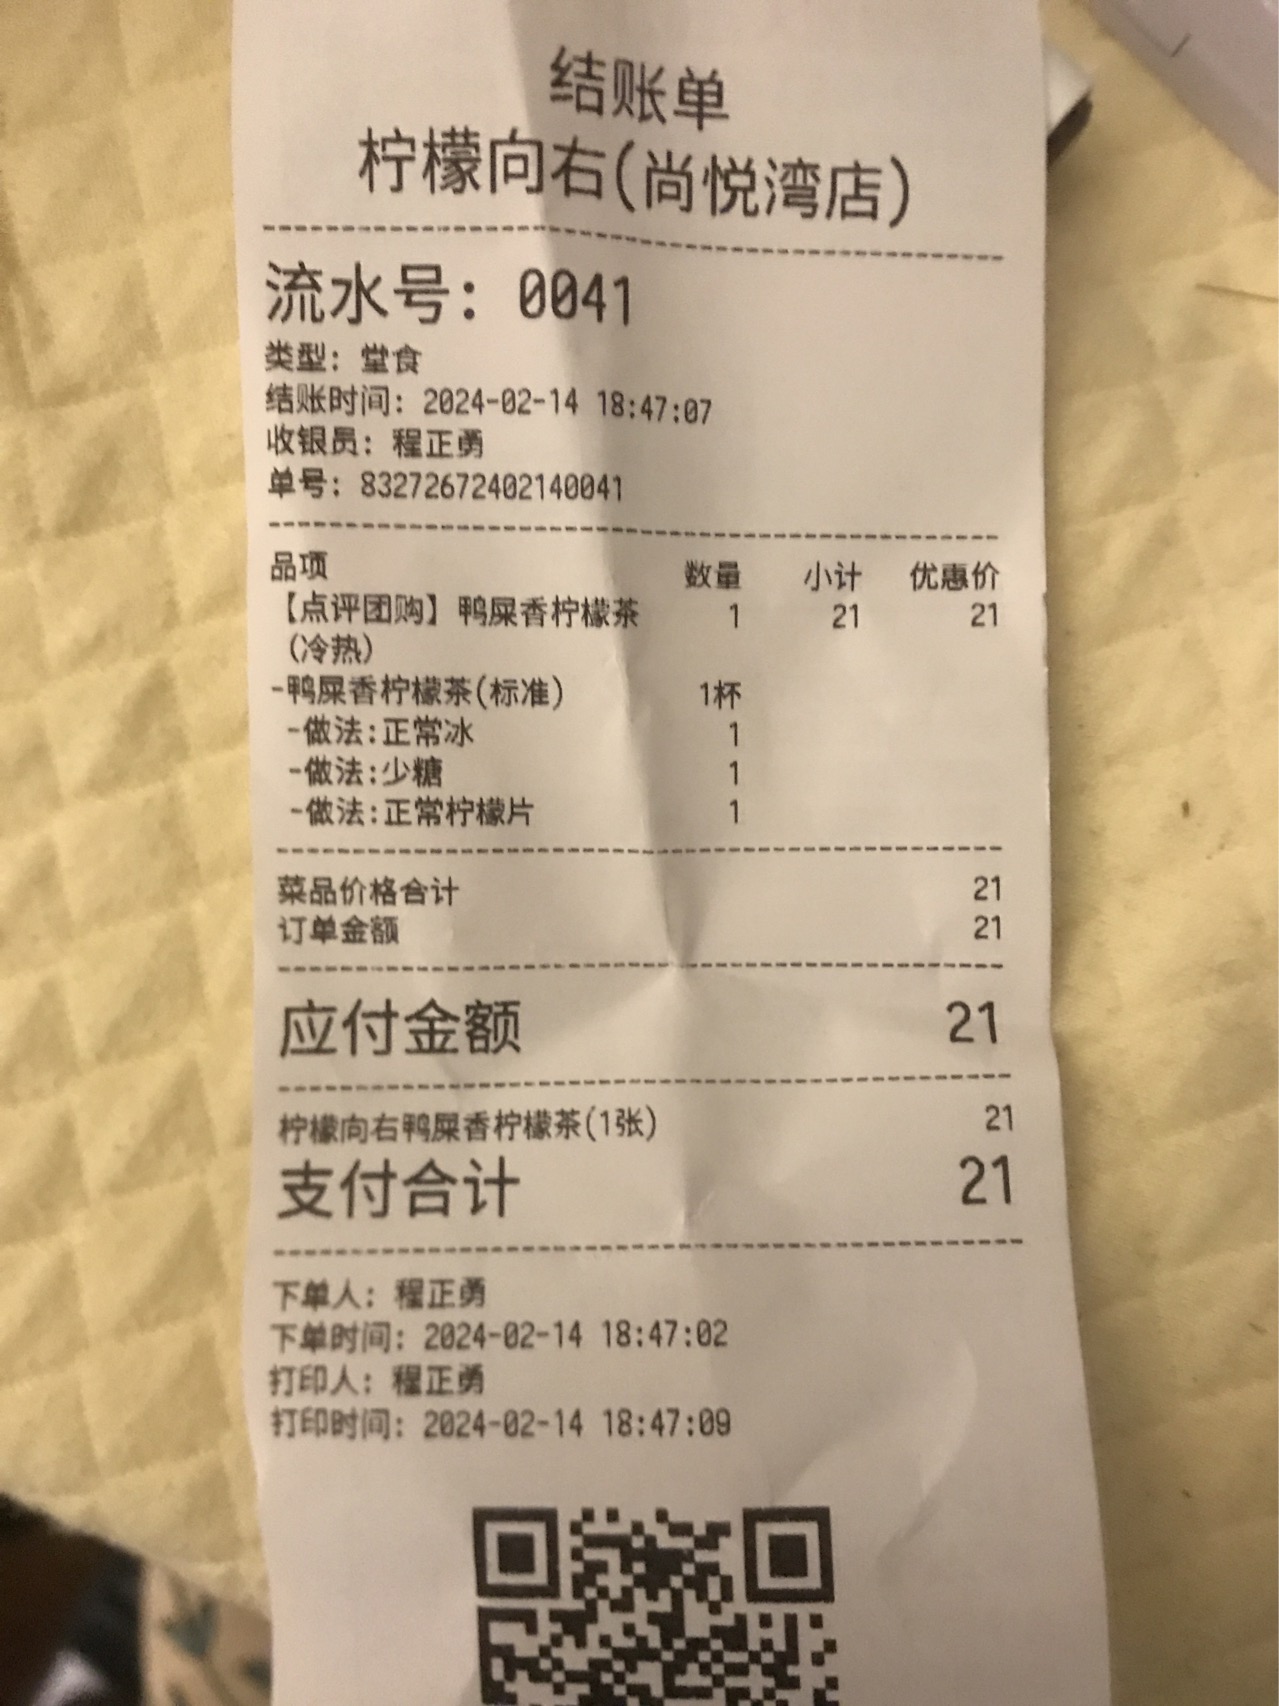 结账单
柠檬向右(尚悦湾店)
流水号: 0041
类型: 堂食
结账时间: 2024-02-14 18:47:07
收银员: 程正勇
单号: 83272672402140041
品项 数量 小计 优惠价
【点评团购】鸭屎香柠檬茶 1 21 21
(冷热)
-鸭屎香柠檬茶(标准) 1杯
-做法:正常冰 1
-做法:少糖 1
-做法:正常柠檬片 1
菜品价格合计 21
订单金额 21
应付金额 21
柠檬向右鸭屎香柠檬茶(1张) 21
支付合计 21
下单人: 程正勇
下单时间: 2024-02-14 18:47:02
打印人: 程正勇
打印时间: 2024-02-14 18:47:09